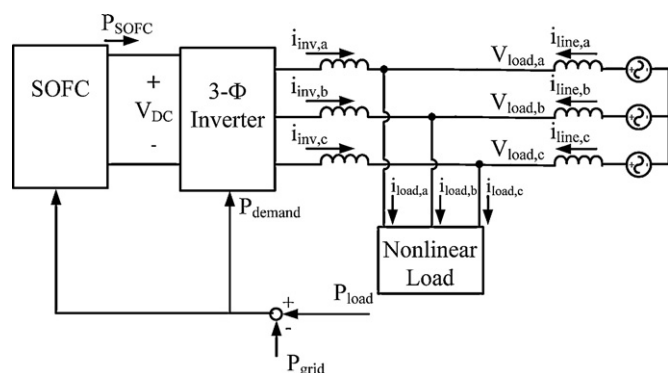 P_SOFC
SOFC
+
V_DC
-
3-Φ
Inverter
i_inv,a
i_inv,b
i_inv,c
V_load,a
V_load,b
V_load,c
i_line,a
i_line,b
i_line,c
i_load,a
i_load,b
i_load,c
Nonlinear
Load
P_demand
+
-
P_load
P_grid